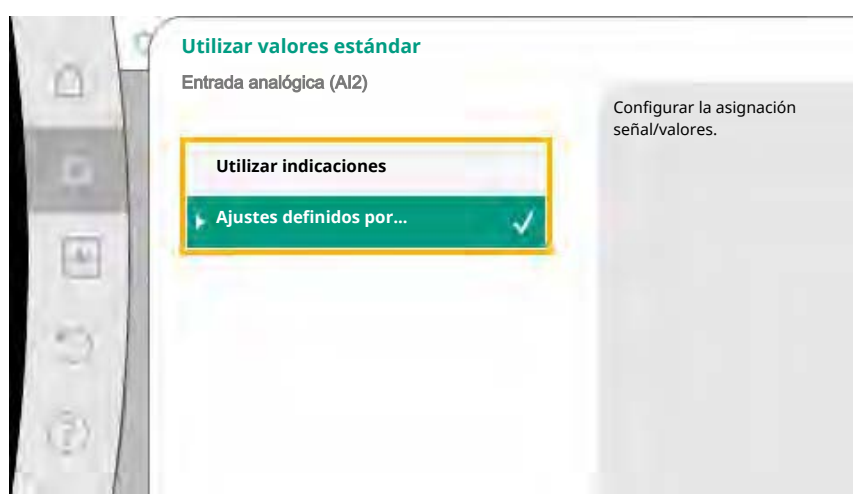 Utilizar valores estándar
Entrada analógica (AI2)
Configurar la asignación
señal/valores.
Utilizar indicaciones
Ajustes definidos por...